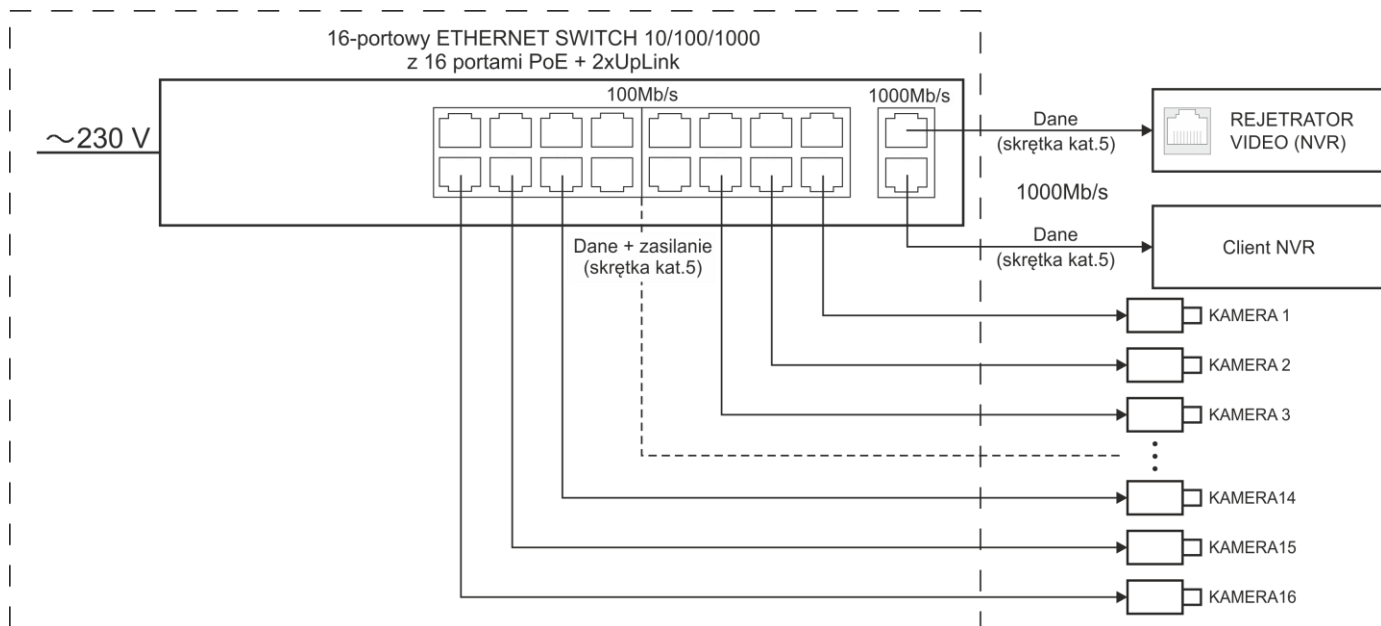 16-portowy ETHERNET SWITCH 10/100/1000
z 16 portami PoE + 2xUpLink
100Mb/s
1000Mb/s
~230 V
Dane
(skrętka kat.5)
REJETRATOR
VIDEO (NVR)
1000Mb/s
Dane + zasilanie
(skrętka kat.5)
Dane
(skrętka kat.5)
Client NVR
KAMERA 1
KAMERA 2
KAMERA 3
KAMERA14
KAMERA15
KAMERA16